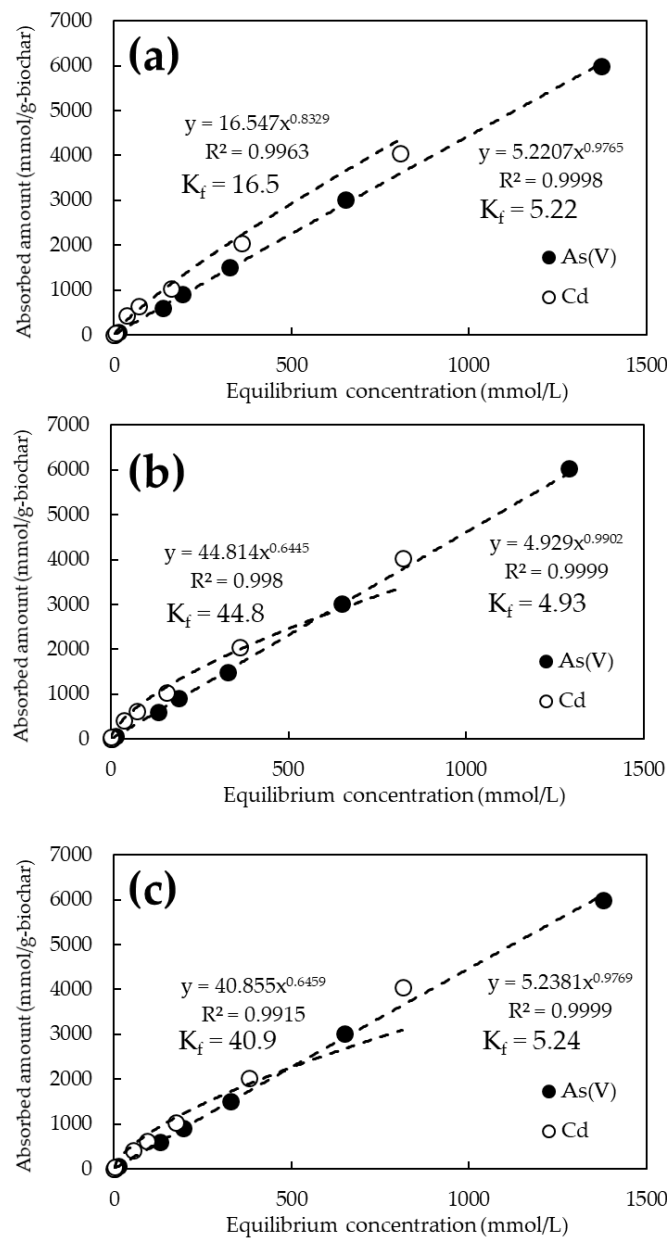 (a)
Absorbed amount (mmol/g-biochar)
7000
6000
5000
4000
3000
2000
1000
0
y = 16.547x^0.8329
R² = 0.9963
K_f = 16.5
y = 5.2207x^0.9765
R² = 0.9998
K_f = 5.22
As(V)
Cd
0 500 1000 1500
Equilibrium concentration (mmol/L)
(b)
Absorbed amount (mmol/g-biochar)
7000
6000
5000
4000
3000
2000
1000
0
y = 44.814x^0.6445
R² = 0.998
K_f = 44.8
y = 4.929x^0.9902
R² = 0.9999
K_f = 4.93
As(V)
Cd
0 500 1000 1500
Equilibrium concentration (mmol/L)
(c)
Absorbed amount (mmol/g-biochar)
7000
6000
5000
4000
3000
2000
1000
0
y = 40.855x^0.6459
R² = 0.9915
K_f = 40.9
y = 5.2381x^0.9769
R² = 0.9999
K_f = 5.24
As(V)
Cd
0 500 1000 1500
Equilibrium concentration (mmol/L)